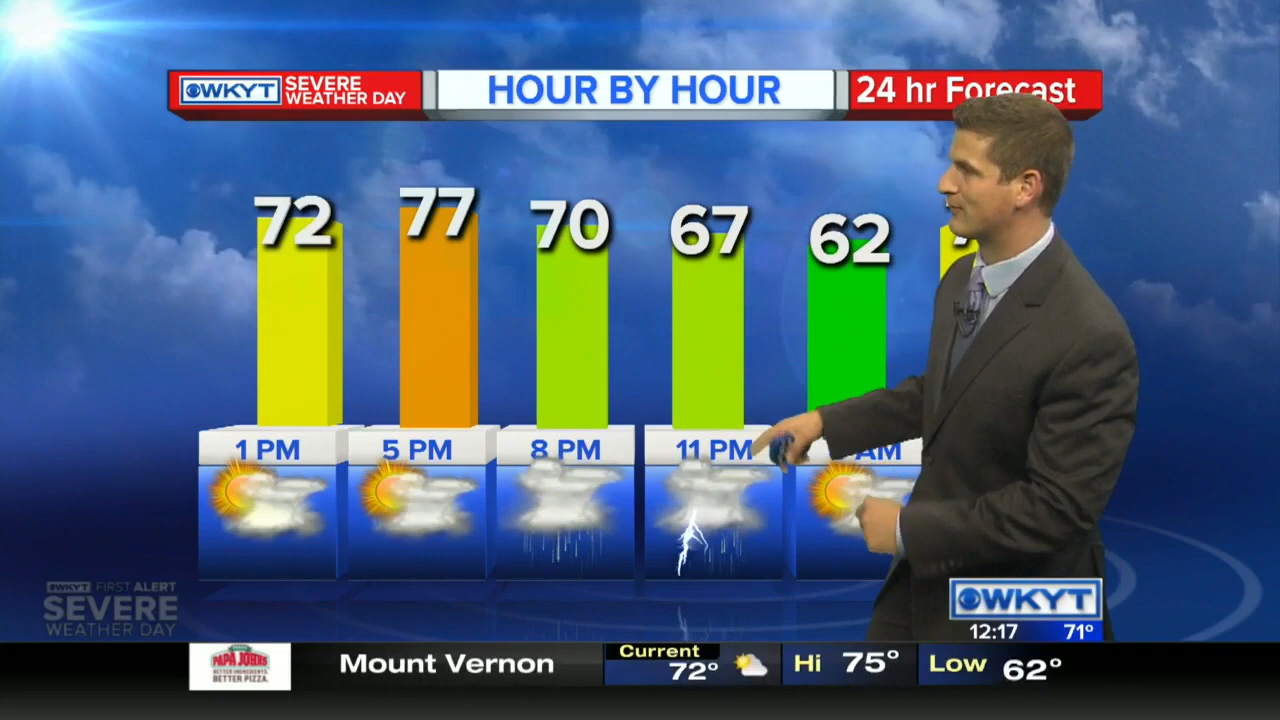 WKYT
SEVERE
WEATHER DAY
HOUR BY HOUR
24 hr Forecast
72
77
70
67
62
1 PM
5 PM
8 PM
11 PM
AM
WKYT FIRST ALERT
SEVERE
WEATHER DAY
WKYT
12:17 71°
PAPA JOHNS
BETTER INGREDIENTS.
BETTER PIZZA.
Mount Vernon
Current
72°
Hi 75°
Low 62°